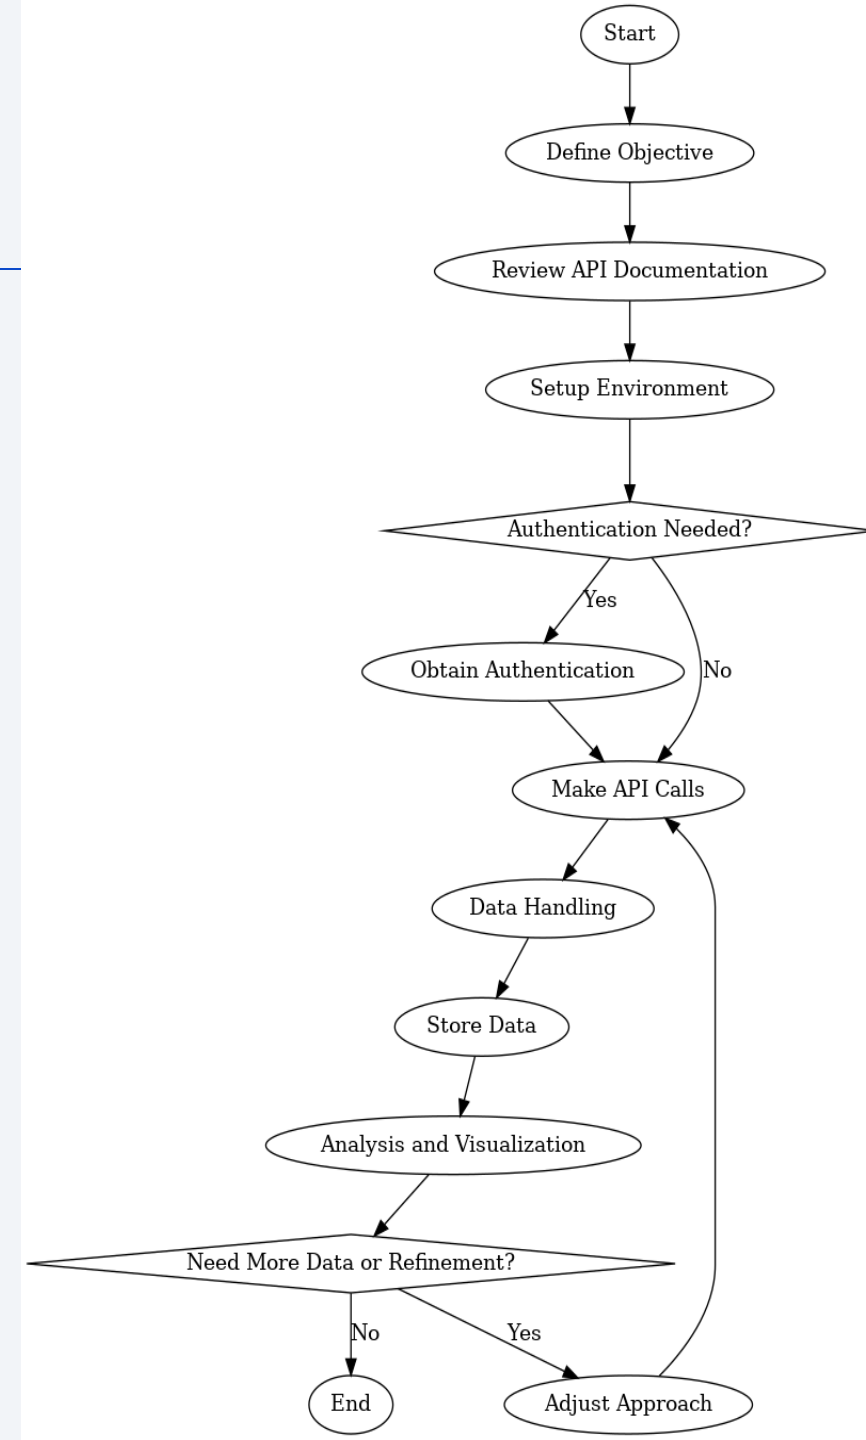 Start
Define Objective
Review API Documentation
Setup Environment
Authentication Needed?
Yes
Obtain Authentication
No
Make API Calls
Data Handling
Store Data
Analysis and Visualization
Need More Data or Refinement?
No
Yes
End
Adjust Approach